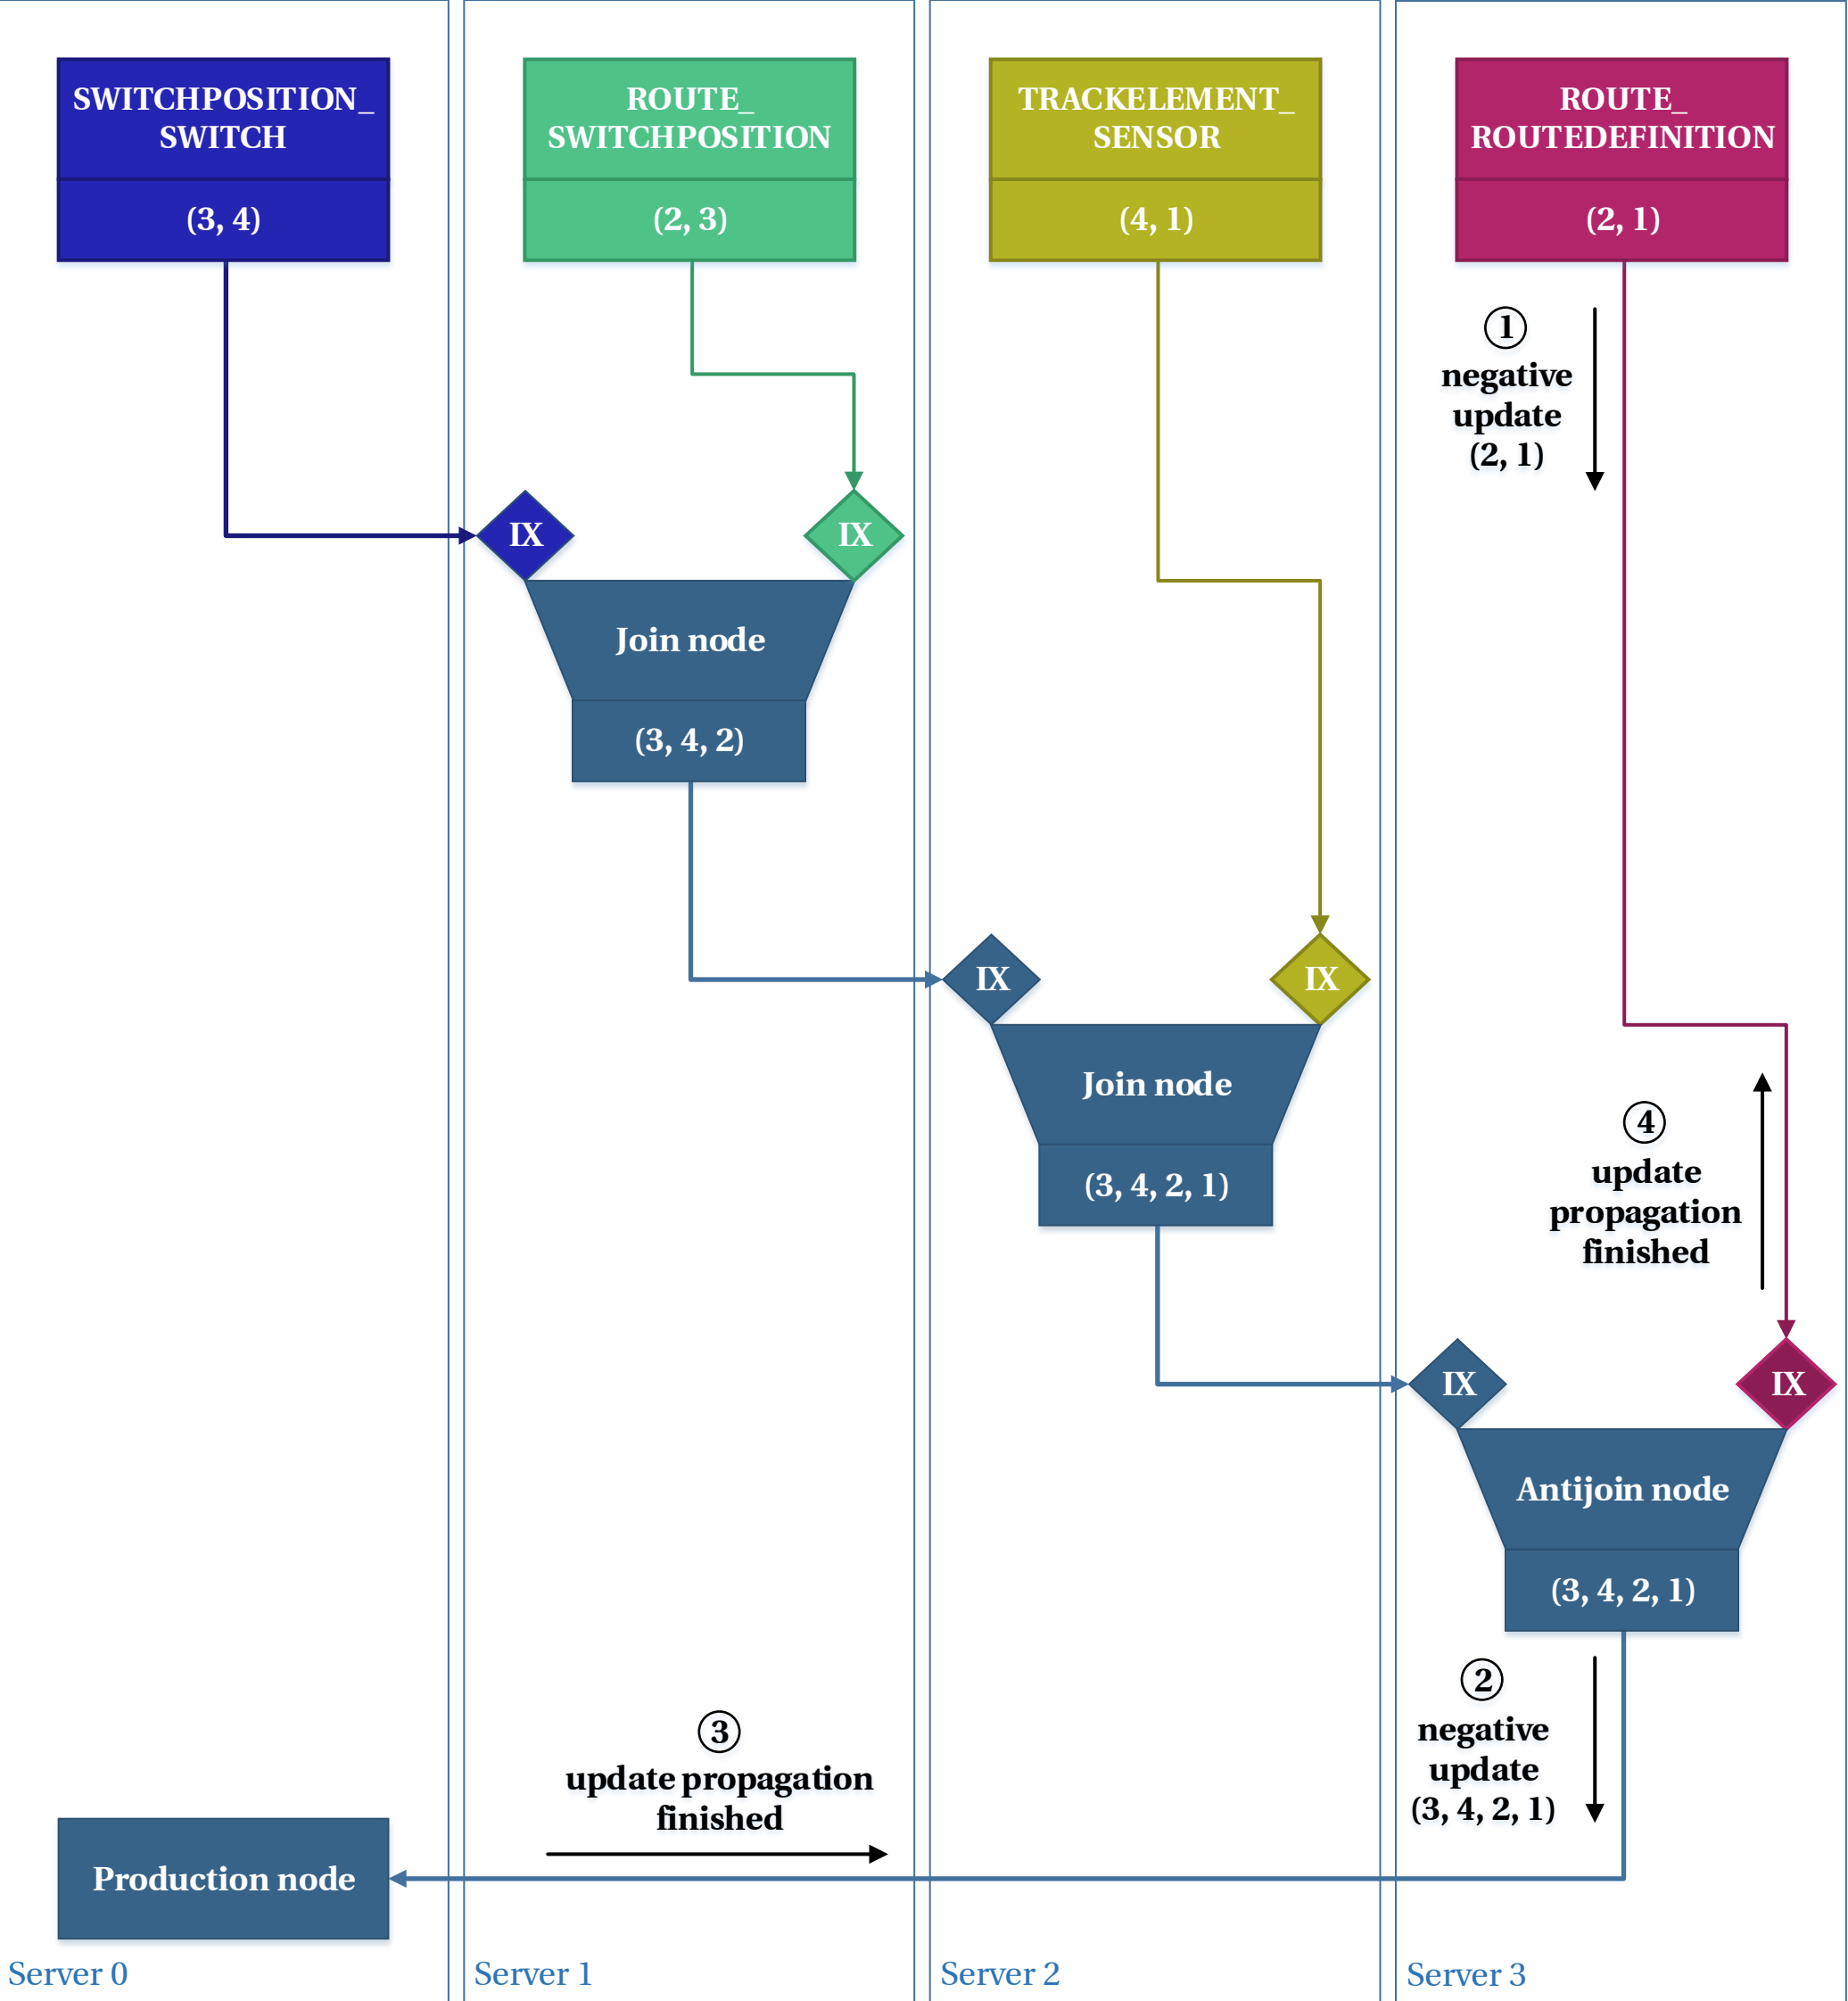 SWITCHPOSITION_
SWITCH
(3, 4)
ROUTE_
SWITCHPOSITION
(2, 3)
TRACKELEMENT_
SENSOR
(4, 1)
ROUTE_
ROUTEDEFINITION
(2, 1)
1
negative
update
(2, 1)
IX
IX
Join node
(3, 4, 2)
IX
IX
Join node
(3, 4, 2, 1)
4
update
propagation
finished
IX
IX
Antijoin node
(3, 4, 2, 1)
2
negative
update
(3, 4, 2, 1)
3
update propagation
finished
Production node
Server 0
Server 1
Server 2
Server 3